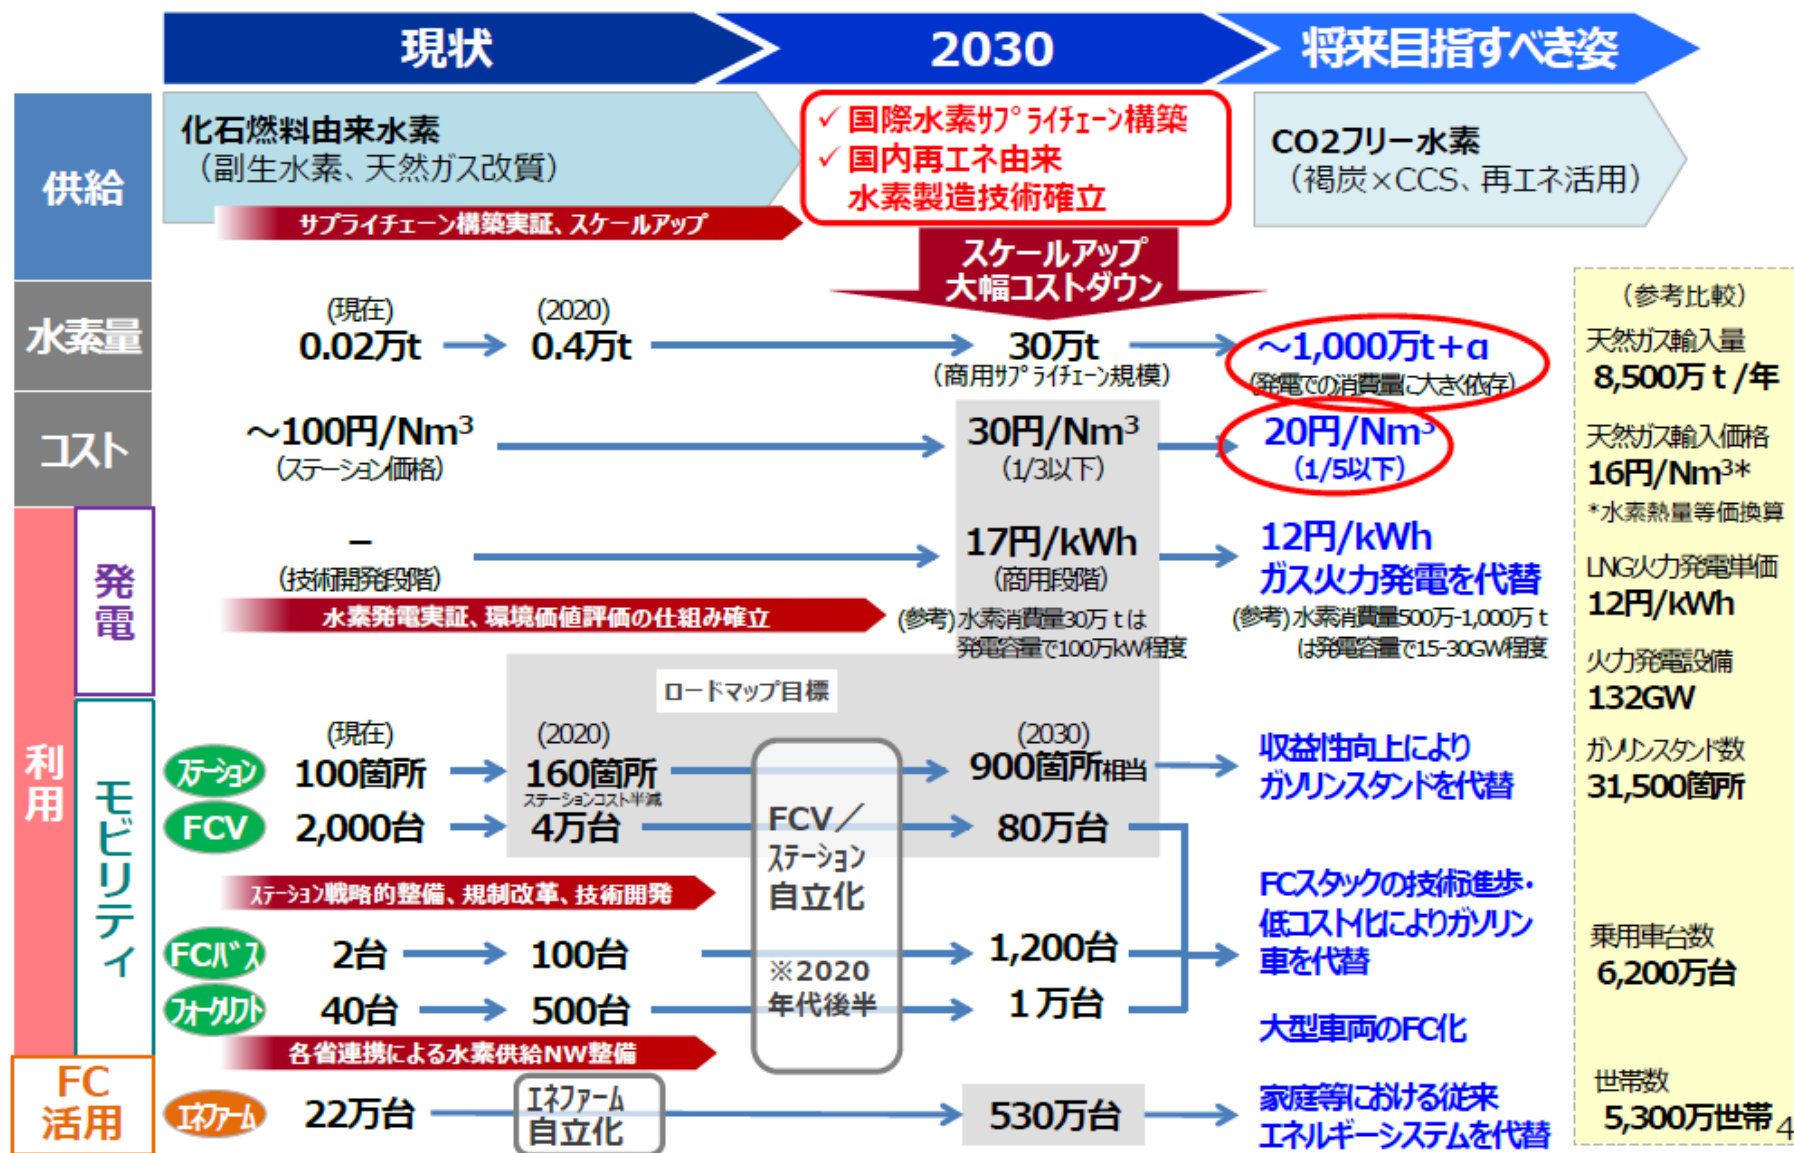 現状
2030
将来目指すべき姿
供給
化石燃料由来水素
（副生水素、天然ガス改質）
サプライチェーン構築実証、スケールアップ
✓ 国際水素ｻﾌﾟﾗｲﾁｪｰﾝ構築
✓ 国内再エネ由来
水素製造技術確立
CO2フリー水素
（褐炭×CCS、再エネ活用）
スケールアップ
大幅コストダウン
水素量
(現在)
0.02万t
(2020)
0.4万t
30万t
(商用ｻﾌﾟﾗｲﾁｪｰﾝ規模)
～1,000万t+α
(発電での消費量に大きく依存)
コスト
～100円/Nm³
(ステーション価格)
30円/Nm³
(1/3以下)
20円/Nm³
(1/5以下)
利用
発電
－
(技術開発段階)
17円/kWh
(商用段階)
12円/kWh
ガス火力発電を代替
水素発電実証、環境価値評価の仕組み確立
(参考) 水素消費量30万ｔは
発電容量で100万kW程度
(参考) 水素消費量500万-1,000万ｔ
は発電容量で15-30GW程度
ロードマップ目標
モビリティ
(現在)
(2020)
(2030)
ｽﾃｰｼｮﾝ
100箇所
160箇所
ステーションコスト半減
900箇所相当
収益性向上により
ガソリンスタンドを代替
FCV
2,000台
4万台
80万台
FCV／
ｽﾃｰｼｮﾝ
自立化
※2020
年代後半
ｽﾃｰｼｮﾝ戦略的整備、規制改革、技術開発
FCスタックの技術進歩・
低コスト化によりガソリン
車を代替
FCﾊﾞｽ
2台
100台
1,200台
ﾌｫｰｸﾘﾌﾄ
40台
500台
1万台
大型車両のFC化
各省連携による水素供給NW整備
FC
活用
ｴﾈﾌｧｰﾑ
22万台
ｴﾈﾌｧｰﾑ
自立化
530万台
家庭等における従来
エネルギーシステムを代替
（参考比較）
天然ガス輸入量
8,500万ｔ/年
天然ガス輸入価格
16円/Nm³*
*水素熱量等価換算
LNG火力発電単価
12円/kWh
火力発電設備
132GW
ガソリンスタンド数
31,500箇所
乗用車台数
6,200万台
世帯数
5,300万世帯
4